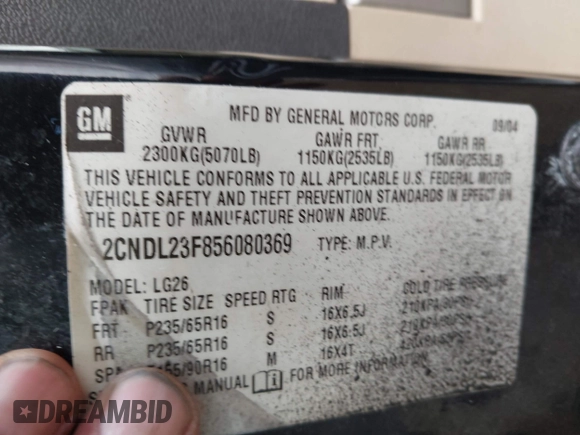 GM
MFD BY GENERAL MOTORS CORP. 09/04
GVWR GAWR FRT GAWR RR
2300KG(5070LB) 1150KG(2535LB) 1150KG(2535LB)
THIS VEHICLE CONFORMS TO ALL APPLICABLE U.S. FEDERAL MOTOR
VEHICLE SAFETY AND THEFT PREVENTION STANDARDS IN EFFECT ON
THE DATE OF MANUFACTURE SHOWN ABOVE.
2CNDL23F856080369 TYPE: M.P.V.
MODEL: LG26
FPAK TIRE SIZE SPEED RTG RIM COLD TIRE PRESSURE
FRT P235/65R16 S 16X6.5J
RR P235/65R16 S 16X6.5J
/90R16 M 16X4T
MANUAL FOR MORE INFORMATION
DREAMBID